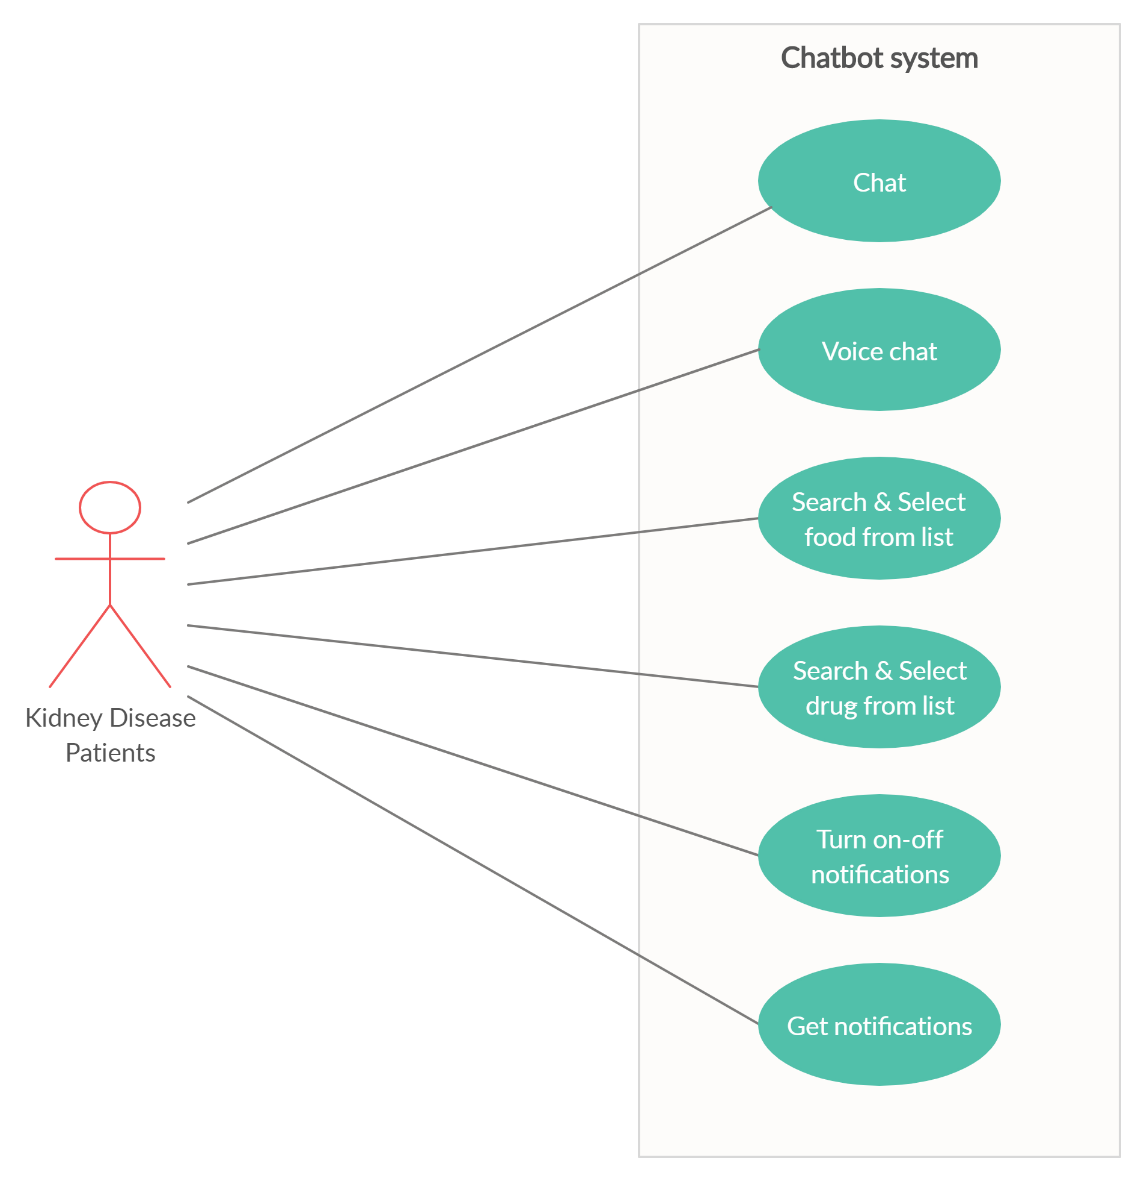 Chatbot system
Chat
Voice chat
Search & Select
food from list
Search & Select
drug from list
Turn on-off
notifications
Get notifications
Kidney Disease
Patients